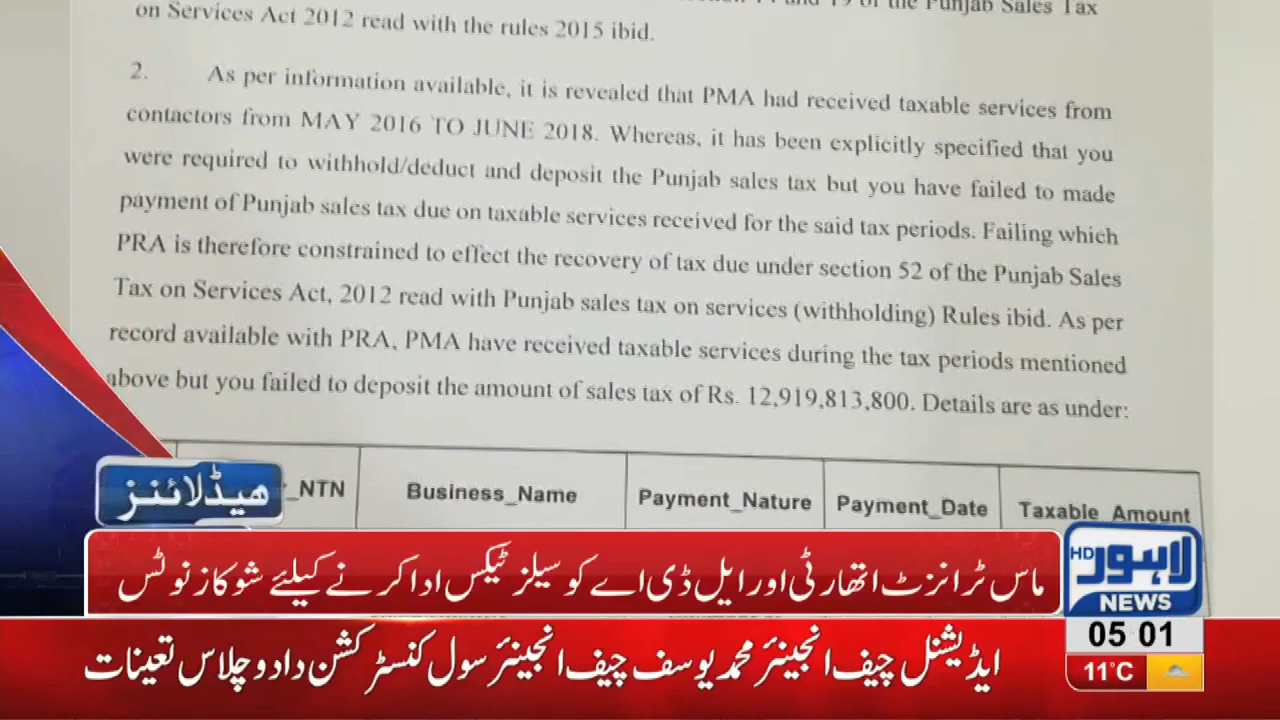 of the Punjab Sales Tax
on Services Act 2012 read with the rules 2015 ibid.
2. As per information available, it is revealed that PMA had received taxable services from
contactors from MAY 2016 TO JUNE 2018. Whereas, it has been explicitly specified that you
were required to withhold/deduct and deposit the Punjab sales tax but you have failed to made
payment of Punjab sales tax due on taxable services received for the said tax periods. Failing which
PRA is therefore constrained to effect the recovery of tax due under section 52 of the Punjab Sales
Tax on Services Act, 2012 read with Punjab sales tax on services (withholding) Rules ibid. As per
record available with PRA, PMA have received taxable services during the tax periods mentioned
above but you failed to deposit the amount of sales tax of Rs. 12,919,813,800. Details are as under:
_NTN Business_Name Payment_Nature Payment_Date Taxable_Amount
ہیڈلائنز
ماس ٹرانزٹ اتھارٹی اور ایل ڈی اے کو سیلز ٹیکس ادا کرنے کیلئے شوکاز نوٹس
HD لاہور
NEWS
05 01
11°C
ایڈیشنل چیف انجینئر محمد یوسف چیف انجینئر سول کنسٹرکشن دادو چلاس تعینات